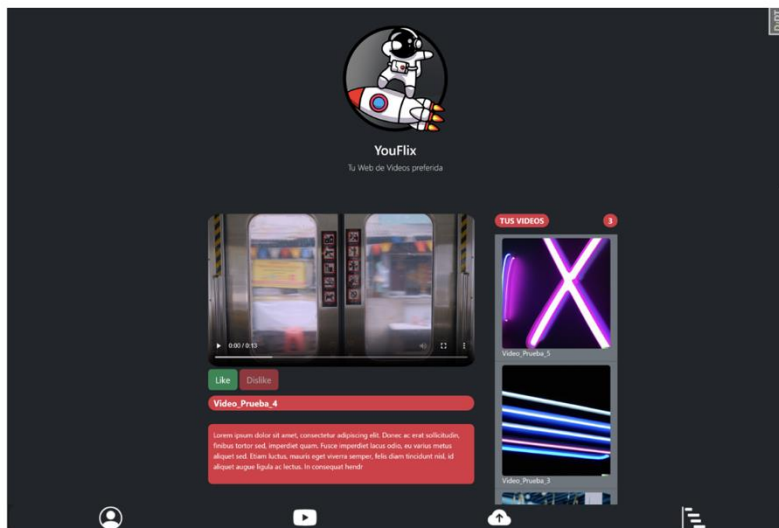 YouFlix
Tu Web de Videos preferida
TUS VIDEOS 3
0:00 / 0:13
Like Dislike
Video_Prueba_4
Lorem ipsum dolor sit amet, consectetur adipiscing elit. Donec ac erat sollicitudin,
finibus tortor sed, imperdiet quam. Fusce imperdiet lacus odio, eu varius metus
aliquet sed. Etiam luctus, mauris eget viverra semper, felis diam tincidunt nisl, id
aliquet augue ligula ac lectus. In consequat hendr
Video_Prueba_5
Video_Prueba_3